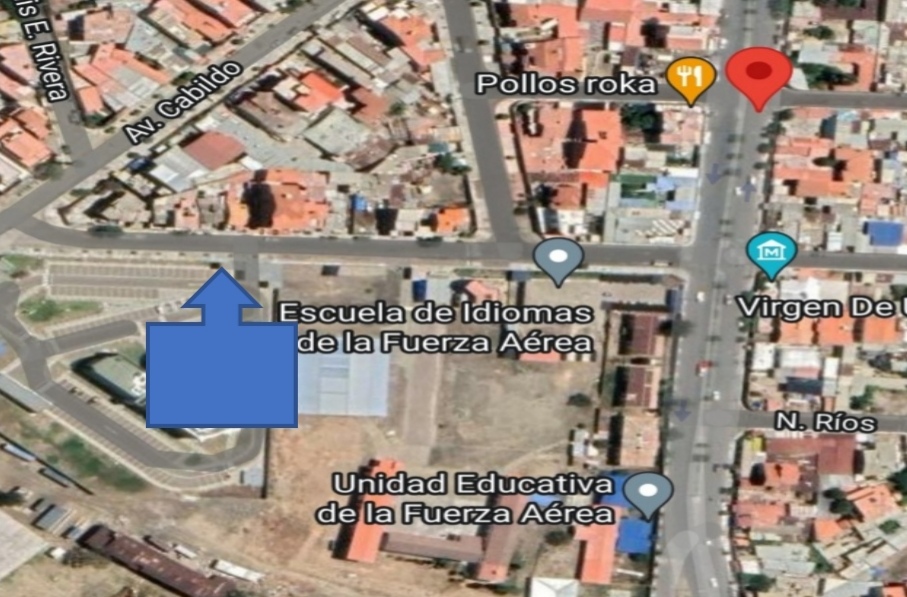 is E. Rivera
Av. Cabildo
Pollos roka
Escuela de Idiomas
de la Fuerza Aérea
Virgen De U
N. Ríos
Unidad Educativa
de la Fuerza Aérea